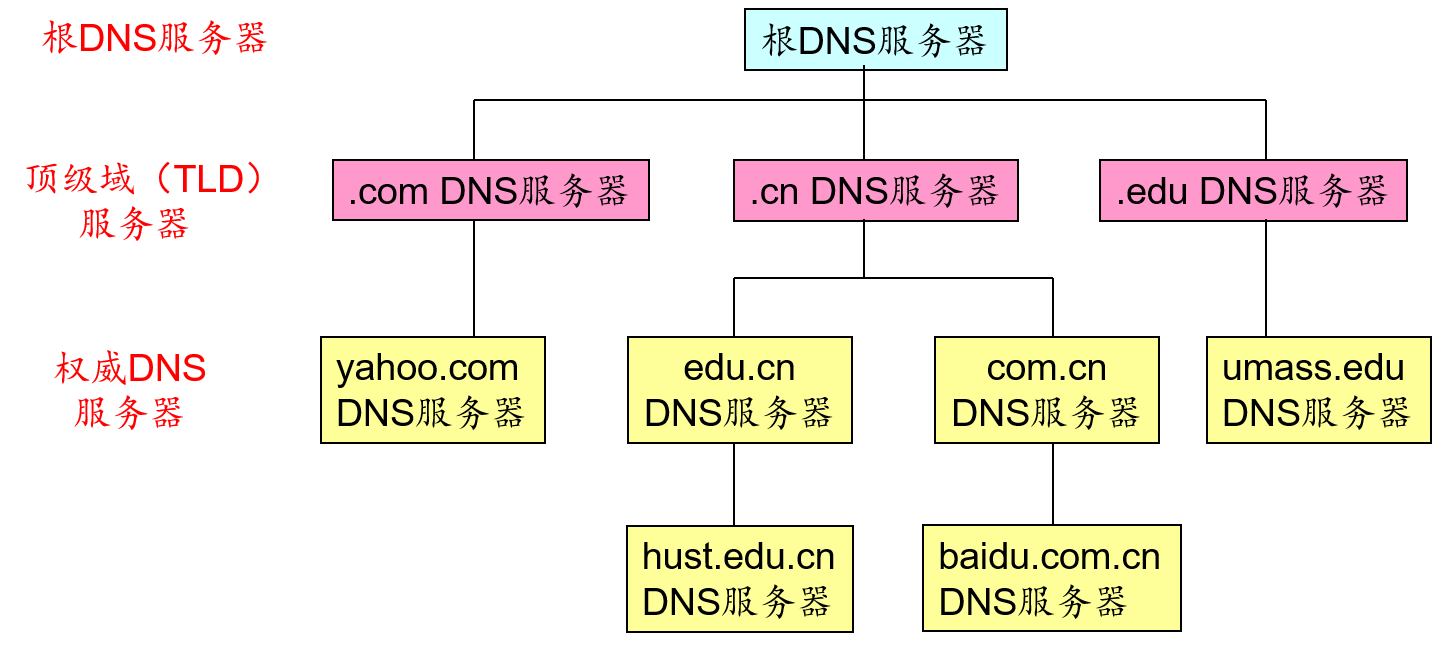 根DNS服务器
根DNS服务器
顶级域（TLD）
服务器
.com DNS服务器
.cn DNS服务器
.edu DNS服务器
权威DNS
服务器
yahoo.com
DNS服务器
edu.cn
DNS服务器
com.cn
DNS服务器
umass.edu
DNS服务器
hust.edu.cn
DNS服务器
baidu.com.cn
DNS服务器